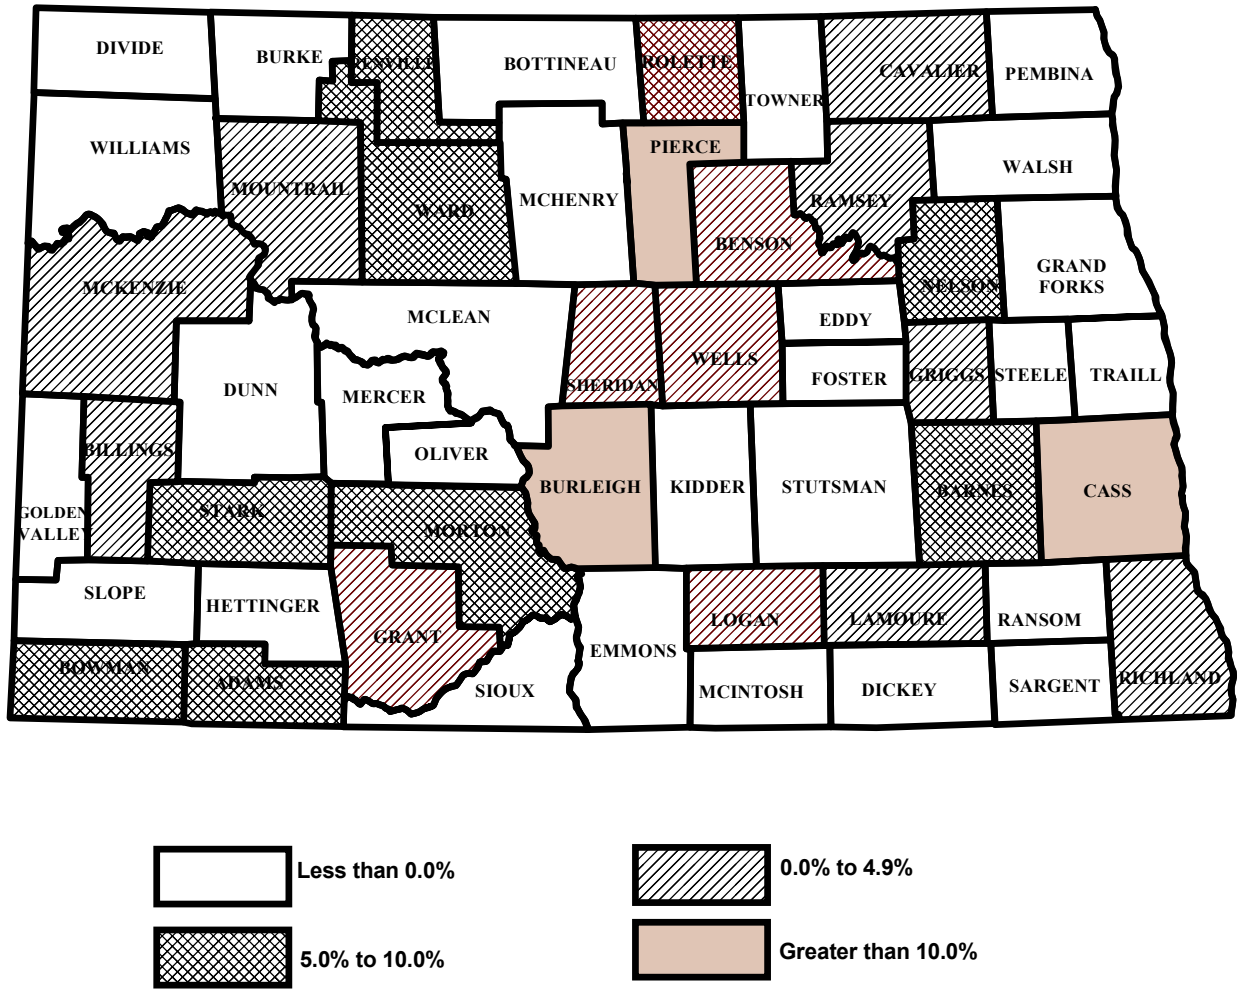 DIVIDE
BURKE
RENVILLE
BOTTINEAU
ROLETTE
TOWNER
CAVALIER
PEMBINA
WILLIAMS
MOUNTRAIL
WARD
MCHENRY
PIERCE
BENSON
RAMSEY
WALSH
MCKENZIE
NELSON
GRAND
FORKS
MCLEAN
SHERIDAN
WELLS
EDDY
FOSTER
GRIGGS
STEELE
TRAILL
DUNN
MERCER
OLIVER
BILLINGS
GOLDEN
VALLEY
STARK
MORTON
BURLEIGH
KIDDER
STUTSMAN
BARNES
CASS
SLOPE
HETTINGER
GRANT
BOWMAN
ADAMS
SIOUX
EMMONS
LOGAN
LAMOURE
RANSOM
RICHLAND
MCINTOSH
DICKEY
SARGENT
Less than 0.0%
0.0% to 4.9%
5.0% to 10.0%
Greater than 10.0%